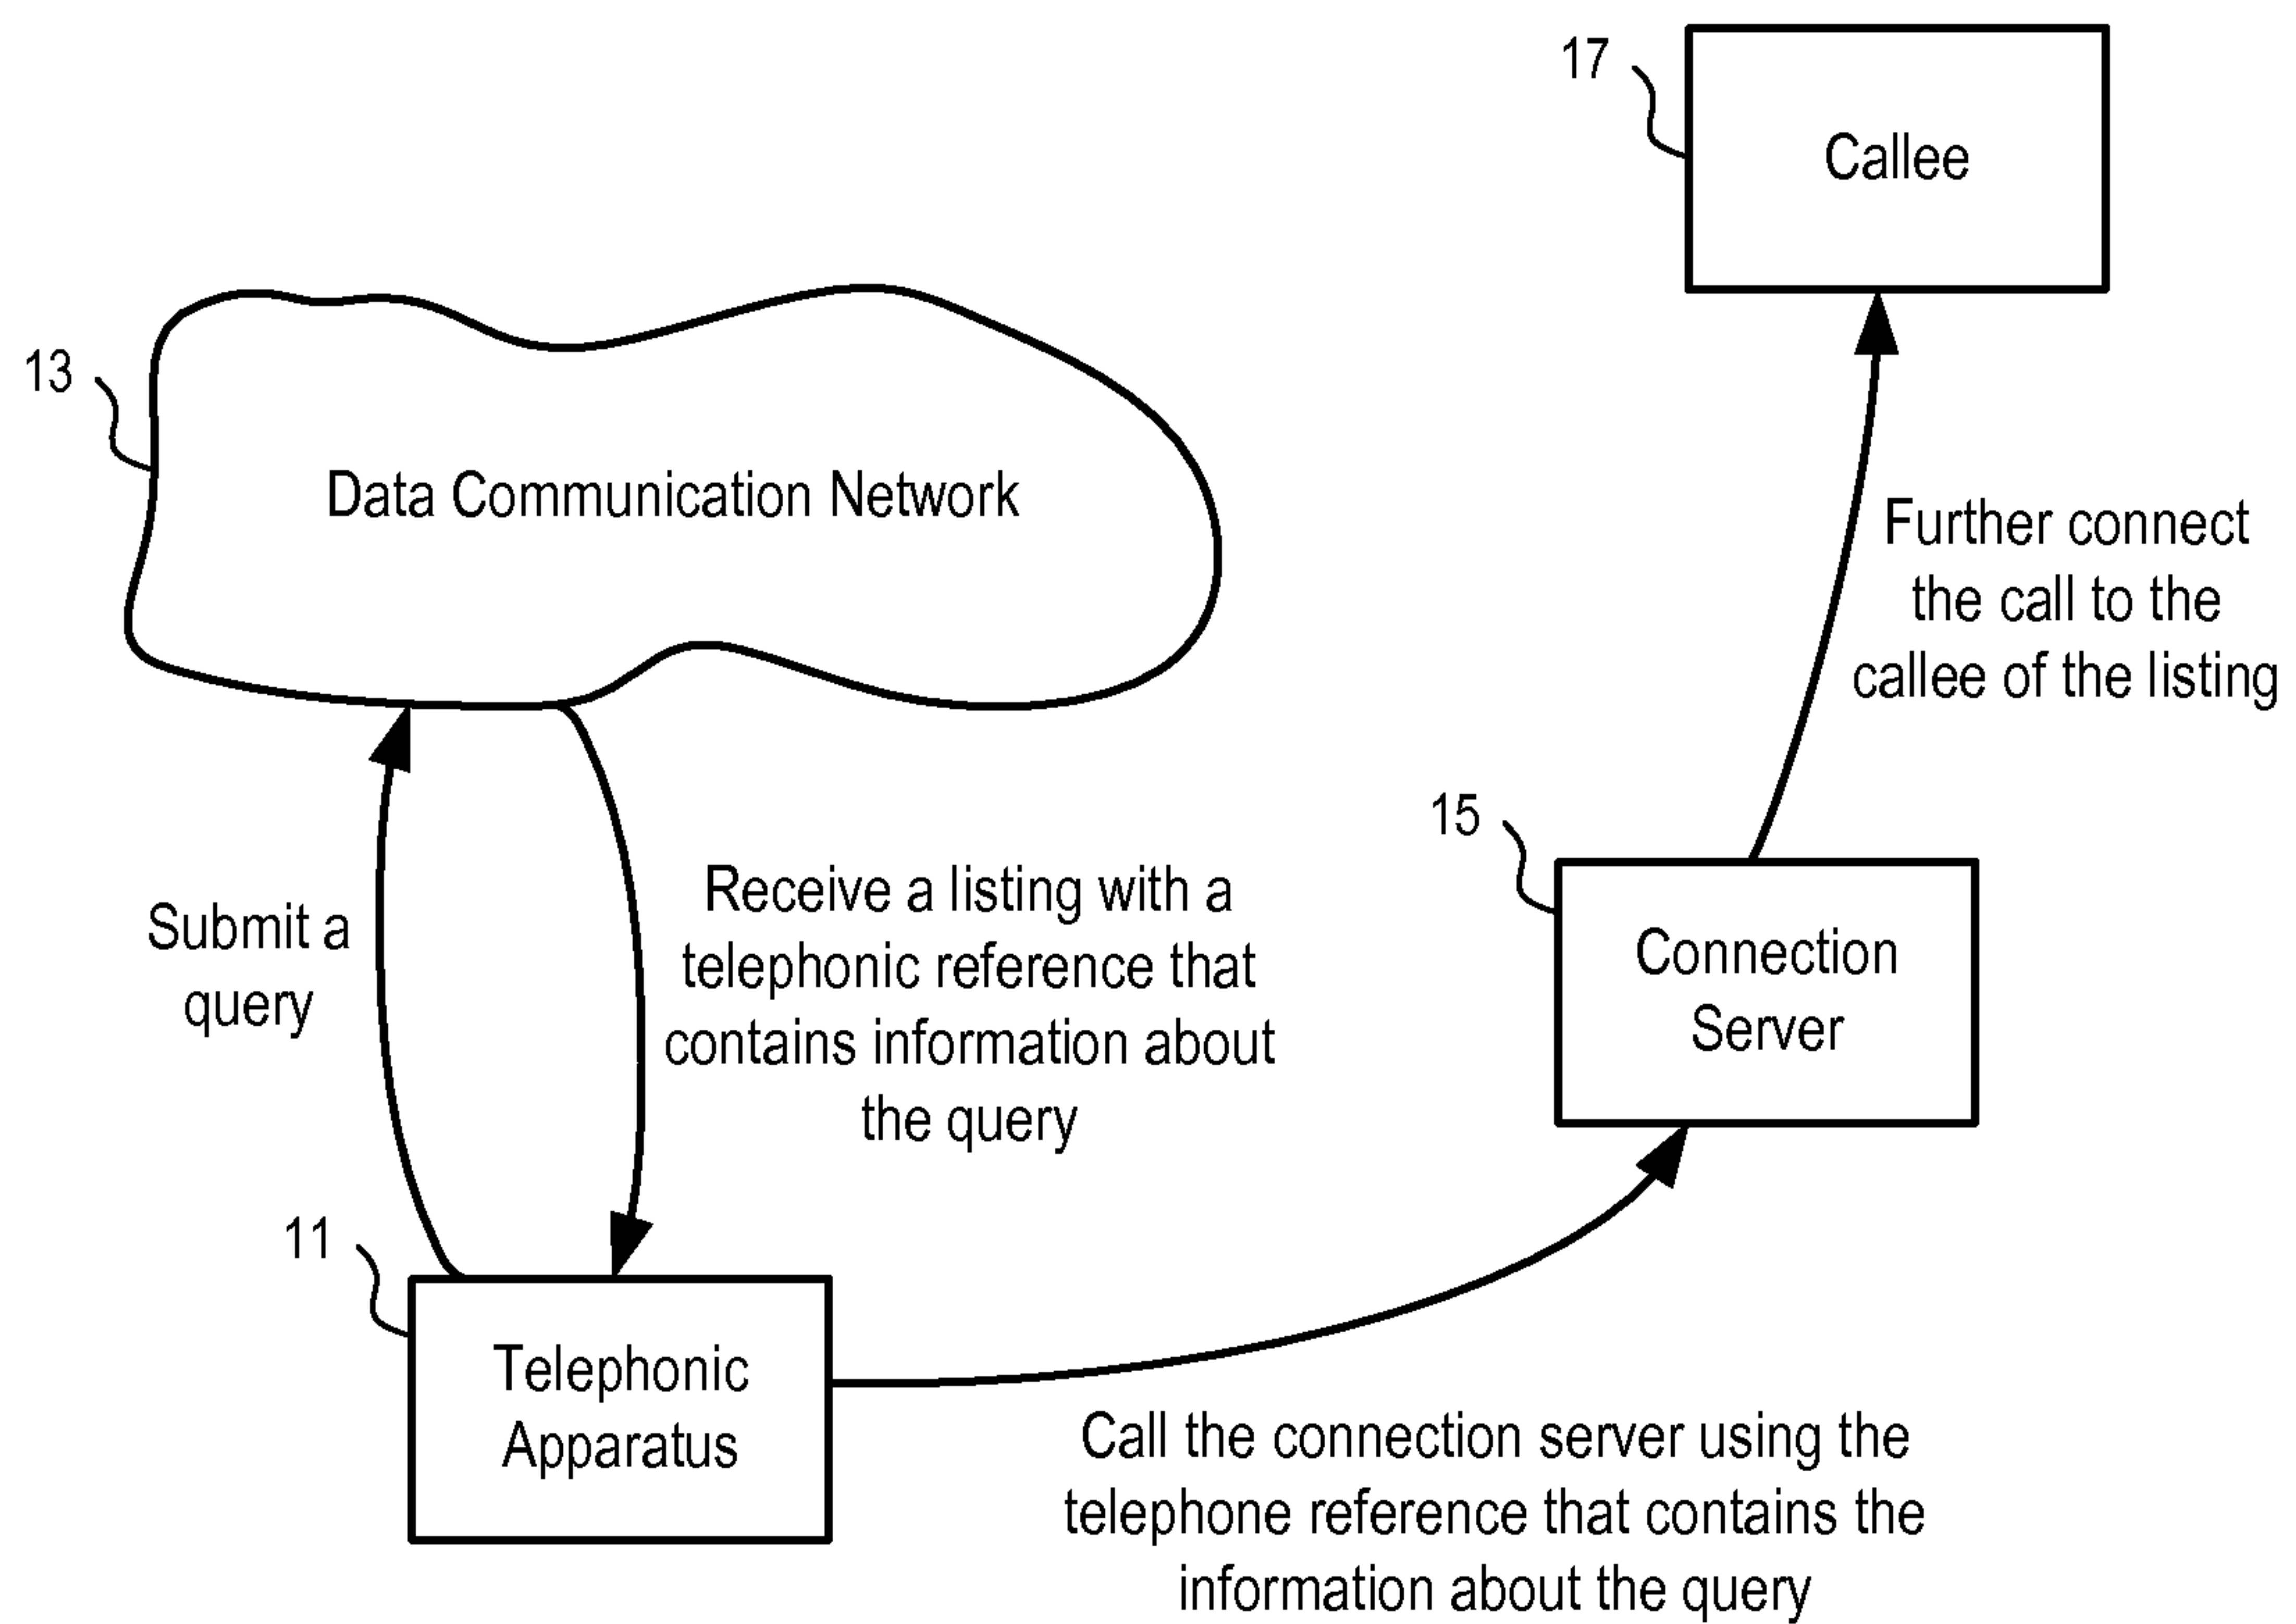 17
Callee
13
Data Communication Network
Further connect
the call to the
callee of the listing
15
Connection
Server
Submit a
query
Receive a listing with a
telephonic reference that
contains information about
the query
11
Telephonic
Apparatus
Call the connection server using the
telephone reference that contains the
information about the query